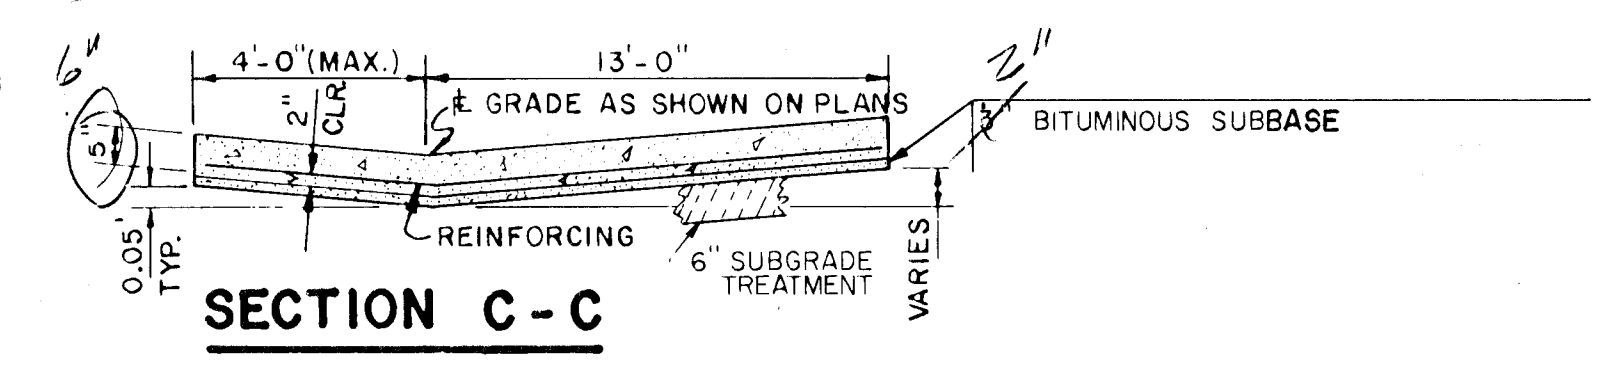 6"
4'-0"(MAX.)
13'-0"
2"
2"
CLR
℄ GRADE AS SHOWN ON PLANS
BITUMINOUS SUBBASE
5"
REINFORCING
0.05'
TYP.
6" SUBGRADE
TREATMENT
VARIES
SECTION C-C